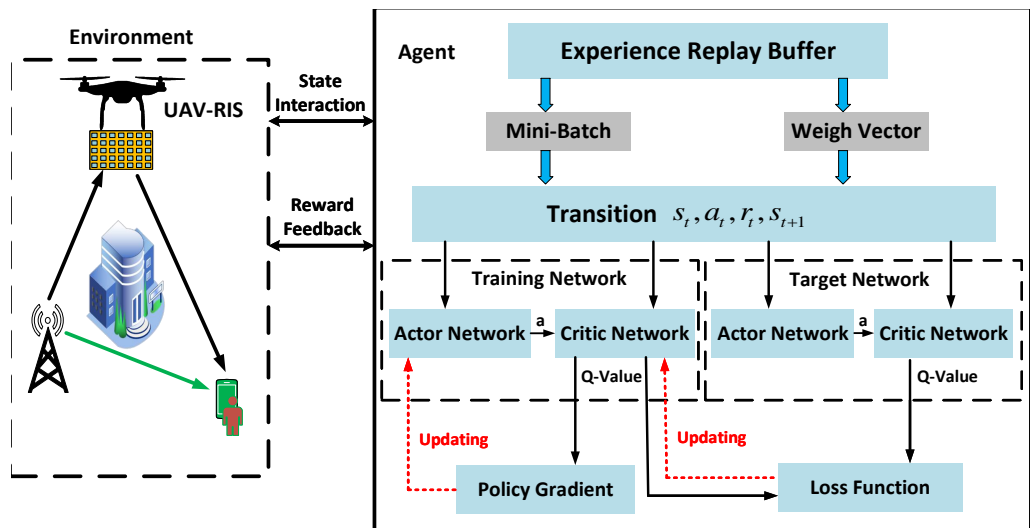 Environment
UAV-RIS
State
Interaction
Reward
Feedback
Agent
Experience Replay Buffer
Mini-Batch
Weigh Vector
Transition s_t, a_t, r_t, s_{t+1}
Training Network
Target Network
Actor Network
a
Critic Network
Actor Network
a
Critic Network
Q-Value
Q-Value
Updating
Updating
Policy Gradient
Loss Function